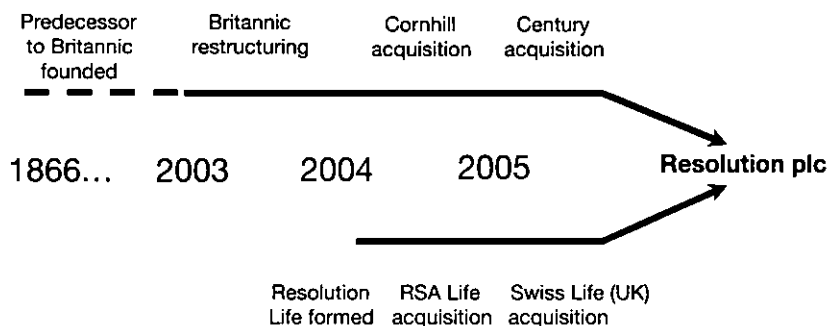 Predecessor
to Britannic
founded
Britannic
restructuring
Cornhill
acquisition
Century
acquisition
1866... 2003 2004 2005 Resolution plc
Resolution
Life formed
RSA Life
acquisition
Swiss Life (UK)
acquisition